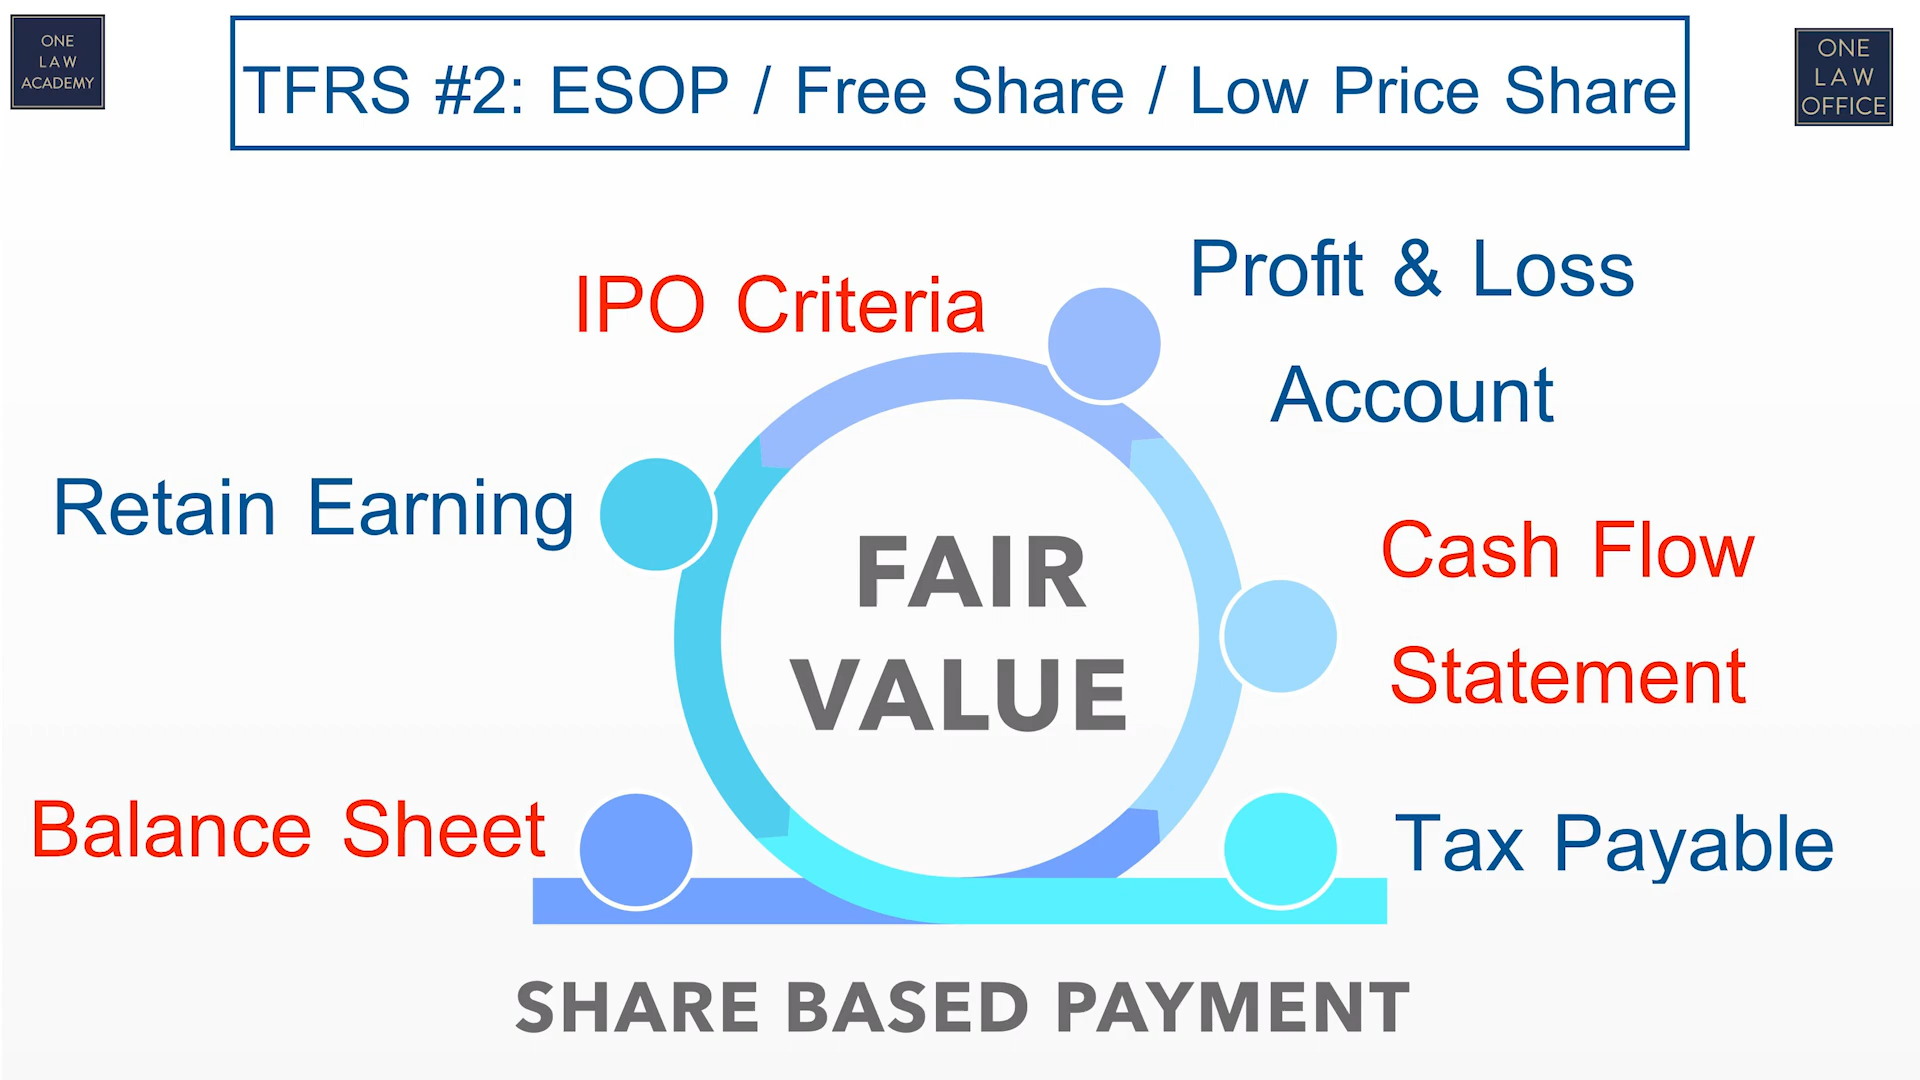 ONE
LAW
ACADEMY
TFRS #2: ESOP / Free Share / Low Price Share
ONE
LAW
OFFICE
IPO Criteria
Profit & Loss
Account
Retain Earning
Cash Flow
Statement
FAIR
VALUE
Balance Sheet
Tax Payable
SHARE BASED PAYMENT